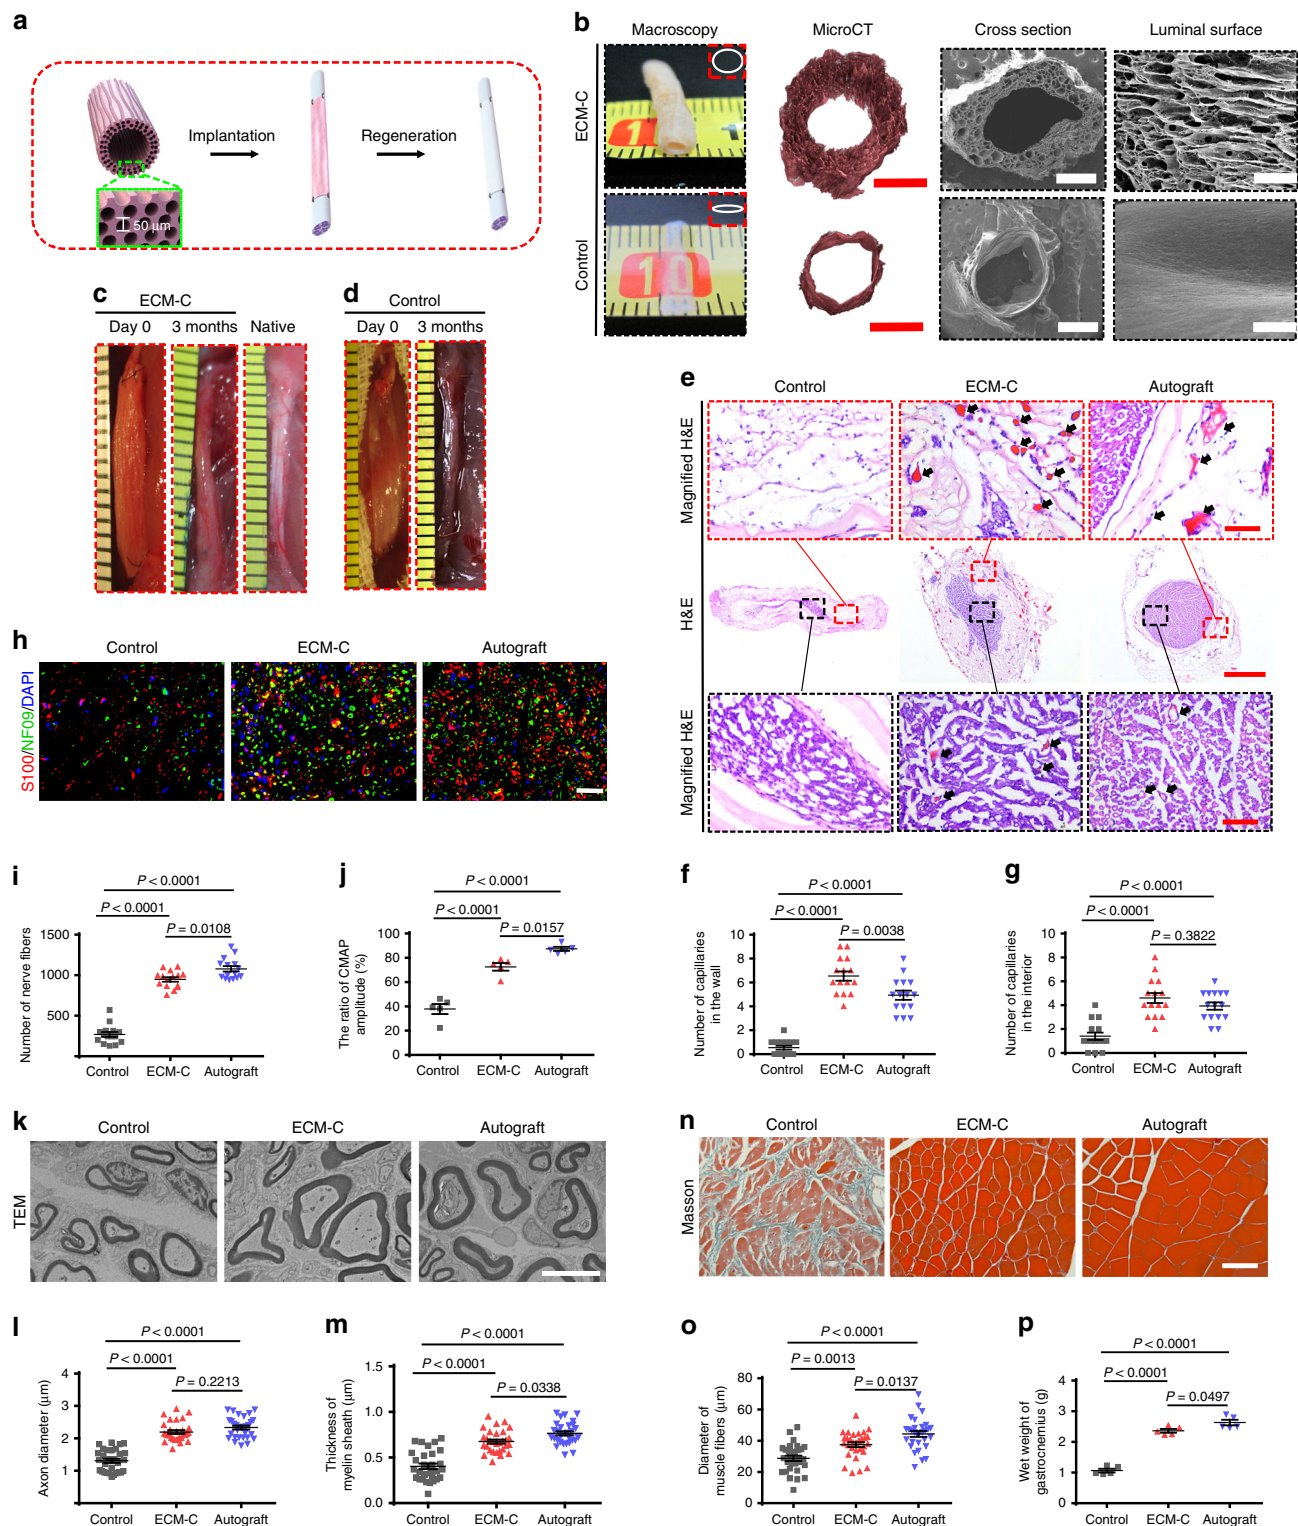 a
Implantation
Regeneration
50 µm
b
Macroscopy
MicroCT
Cross section
Luminal surface
ECM-C
1
Control
1 0
c
ECM-C
Day 0
3 months
Native
d
Control
Day 0
3 months
e
Control
ECM-C
Autograft
Magnified H&E
H&E
Magnified H&E
h
Control
ECM-C
Autograft
S100/NF09/DAPI
i
P < 0.0001
P < 0.0001
P = 0.0108
Number of nerve fibers
1500
1000
500
0
Control
ECM-C
Autograft
j
P < 0.0001
P < 0.0001
P = 0.0157
The ratio of CMAP
amplitude (%)
100
80
60
40
20
0
Control
ECM-C
Autograft
f
P < 0.0001
P < 0.0001
P = 0.0038
Number of capillaries
in the wall
10
8
6
4
2
0
Control
ECM-C
Autograft
g
P < 0.0001
P < 0.0001
P = 0.3822
Number of capillaries
in the interior
10
8
6
4
2
0
Control
ECM-C
Autograft
k
Control
ECM-C
Autograft
TEM
n
Control
ECM-C
Autograft
Masson
l
P < 0.0001
P < 0.0001
P = 0.2213
Axon diameter (µm)
4
3
2
1
Control
ECM-C
Autograft
m
P < 0.0001
P < 0.0001
P = 0.0338
Thickness of
myelin sheath (µm)
1.5
1.0
0.5
0.0
Control
ECM-C
Autograft
o
P < 0.0001
P = 0.0013
P = 0.0137
Diameter of
muscle fibers (µm)
80
60
40
20
0
Control
ECM-C
Autograft
p
P < 0.0001
P < 0.0001
P = 0.0497
Wet weight of
gastrocnemius (g)
4
3
2
1
0
Control
ECM-C
Autograft